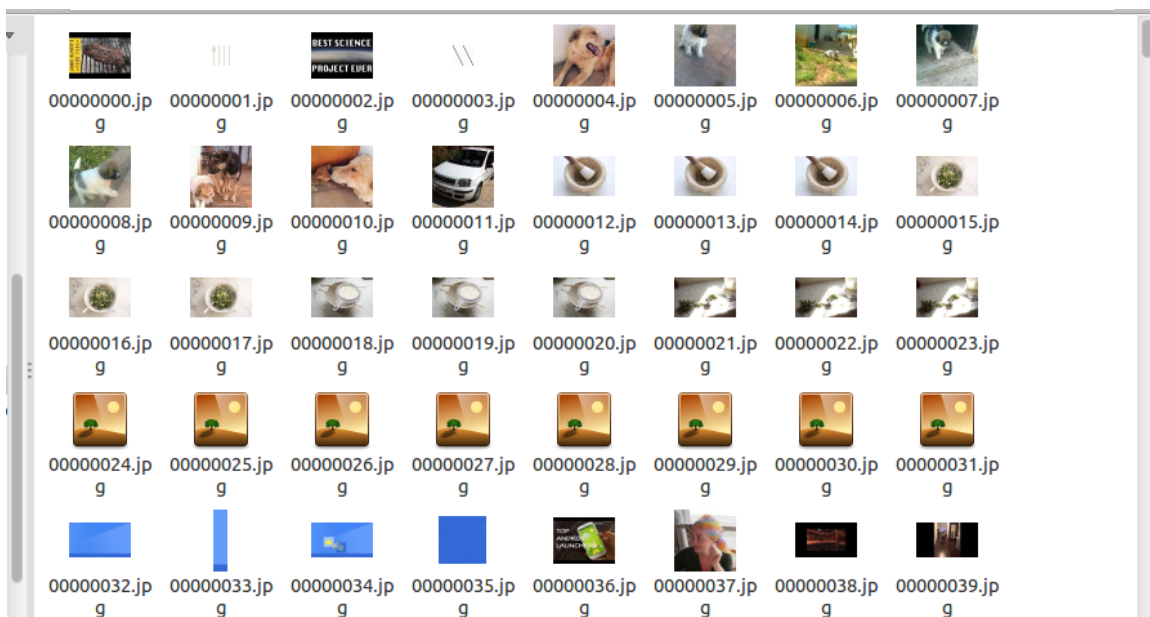 BEST SCIENCE
PROJECT EVER
00000000.jp 00000001.jp 00000002.jp 00000003.jp 00000004.jp 00000005.jp 00000006.jp 00000007.jp
g g g g g g g g
00000008.jp 00000009.jp 00000010.jp 00000011.jp 00000012.jp 00000013.jp 00000014.jp 00000015.jp
g g g g g g g g
00000016.jp 00000017.jp 00000018.jp 00000019.jp 00000020.jp 00000021.jp 00000022.jp 00000023.jp
g g g g g g g g
00000024.jp 00000025.jp 00000026.jp 00000027.jp 00000028.jp 00000029.jp 00000030.jp 00000031.jp
g g g g g g g g
TOP
ANDROID
LAUNCHERS
00000032.jp 00000033.jp 00000034.jp 00000035.jp 00000036.jp 00000037.jp 00000038.jp 00000039.jp
g g g g g g g g